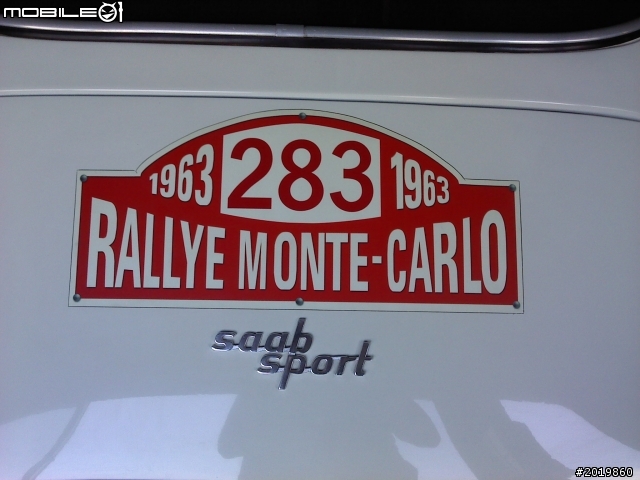 MOBILE01
1963 283 1963
RALLYE MONTE-CARLO
saab
sport
#2019860